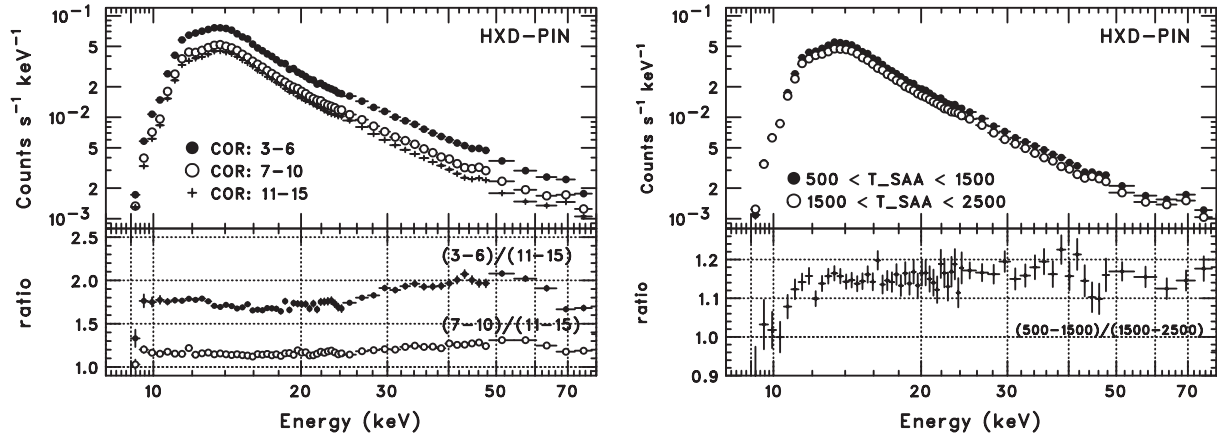 10⁻¹
5
2
10⁻²
5
2
10⁻³
Counts s⁻¹ keV⁻¹
HXD−PIN
COR: 3−6
COR: 7−10
COR: 11−15
2.5
2.0
1.5
1.0
ratio
(3−6)/(11−15)
(7−10)/(11−15)
10 20 30 40 50 70
Energy (keV)
10⁻¹
5
2
10⁻²
5
2
10⁻³
Counts s⁻¹ keV⁻¹
HXD−PIN
500 < T_SAA < 1500
1500 < T_SAA < 2500
1.2
1.1
1.0
0.9
ratio
(500−1500)/(1500−2500)
10 20 30 40 50 70
Energy (keV)